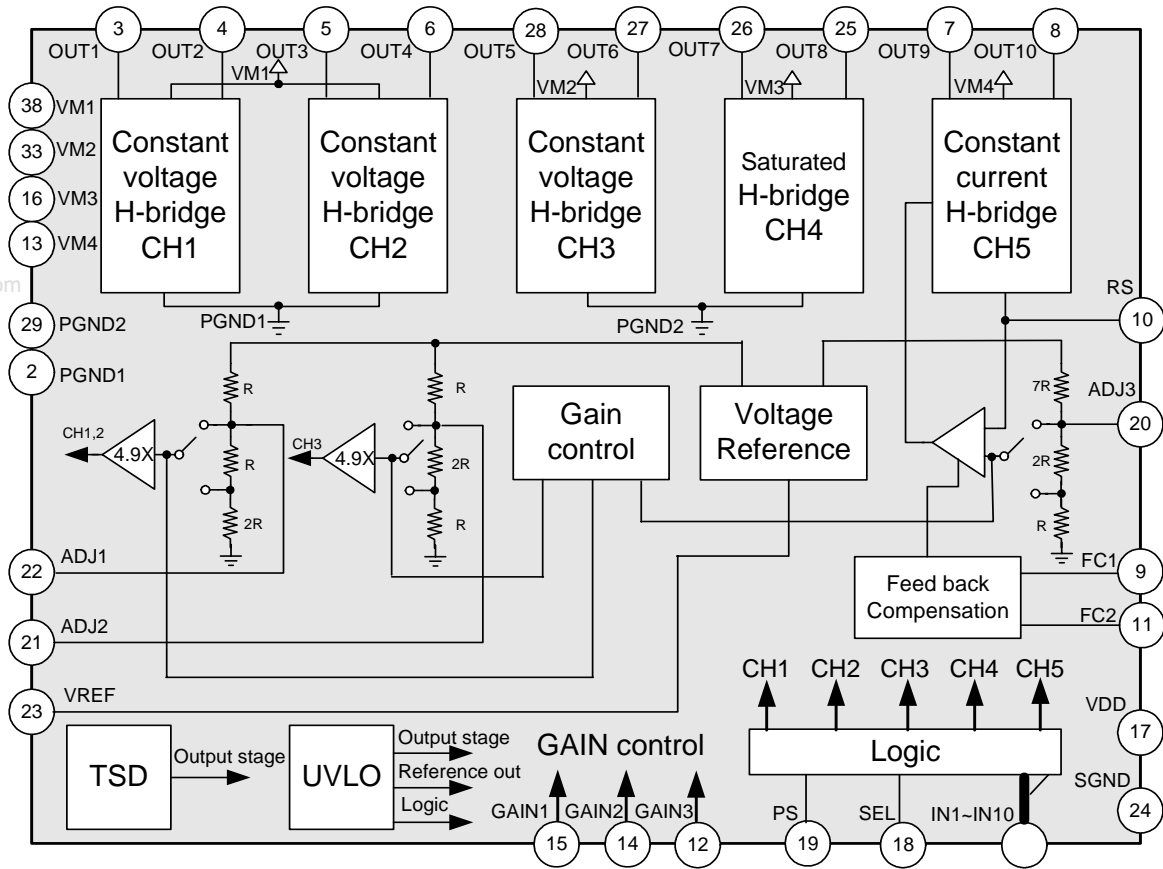 3
4
5
6
28
27
26
25
7
8
OUT1
OUT2
OUT3
OUT4
OUT5
OUT6
OUT7
OUT8
OUT9
OUT10
VM1
VM2
VM3
VM4
38 VM1
33 VM2
16 VM3
13 VM4
Constant
voltage
H-bridge
CH1
Constant
voltage
H-bridge
CH2
Constant
voltage
H-bridge
CH3
Saturated
H-bridge
CH4
Constant
current
H-bridge
CH5
om
29 PGND2
2 PGND1
PGND1
PGND2
RS
10
R
R
2R
R
2R
R
7R
2R
R
ADJ3
20
CH1,2
4.9X
CH3
4.9X
Gain
control
Voltage
Reference
22 ADJ1
21 ADJ2
23 VREF
Feed back
Compensation
FC1
9
FC2
11
CH1
CH2
CH3
CH4
CH5
Logic
VDD
17
SGND
24
TSD
Output stage
UVLO
Output stage
Reference out
Logic
GAIN control
GAIN1
GAIN2
GAIN3
15
14
12
PS
SEL
IN1~IN10
19
18